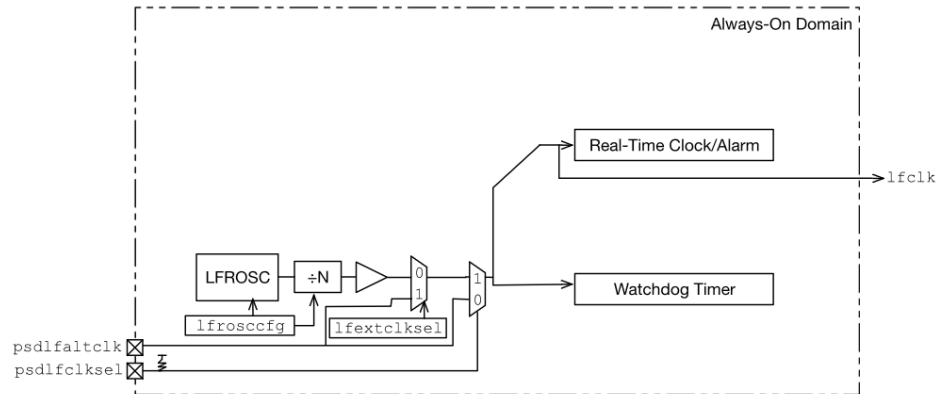 Always-On Domain
Real-Time Clock/Alarm
lfclk
LFROSC
÷N
0
1
1
0
Watchdog Timer
lfrosccfg
lfextclksel
psdlfaltclk
psdlfclksel